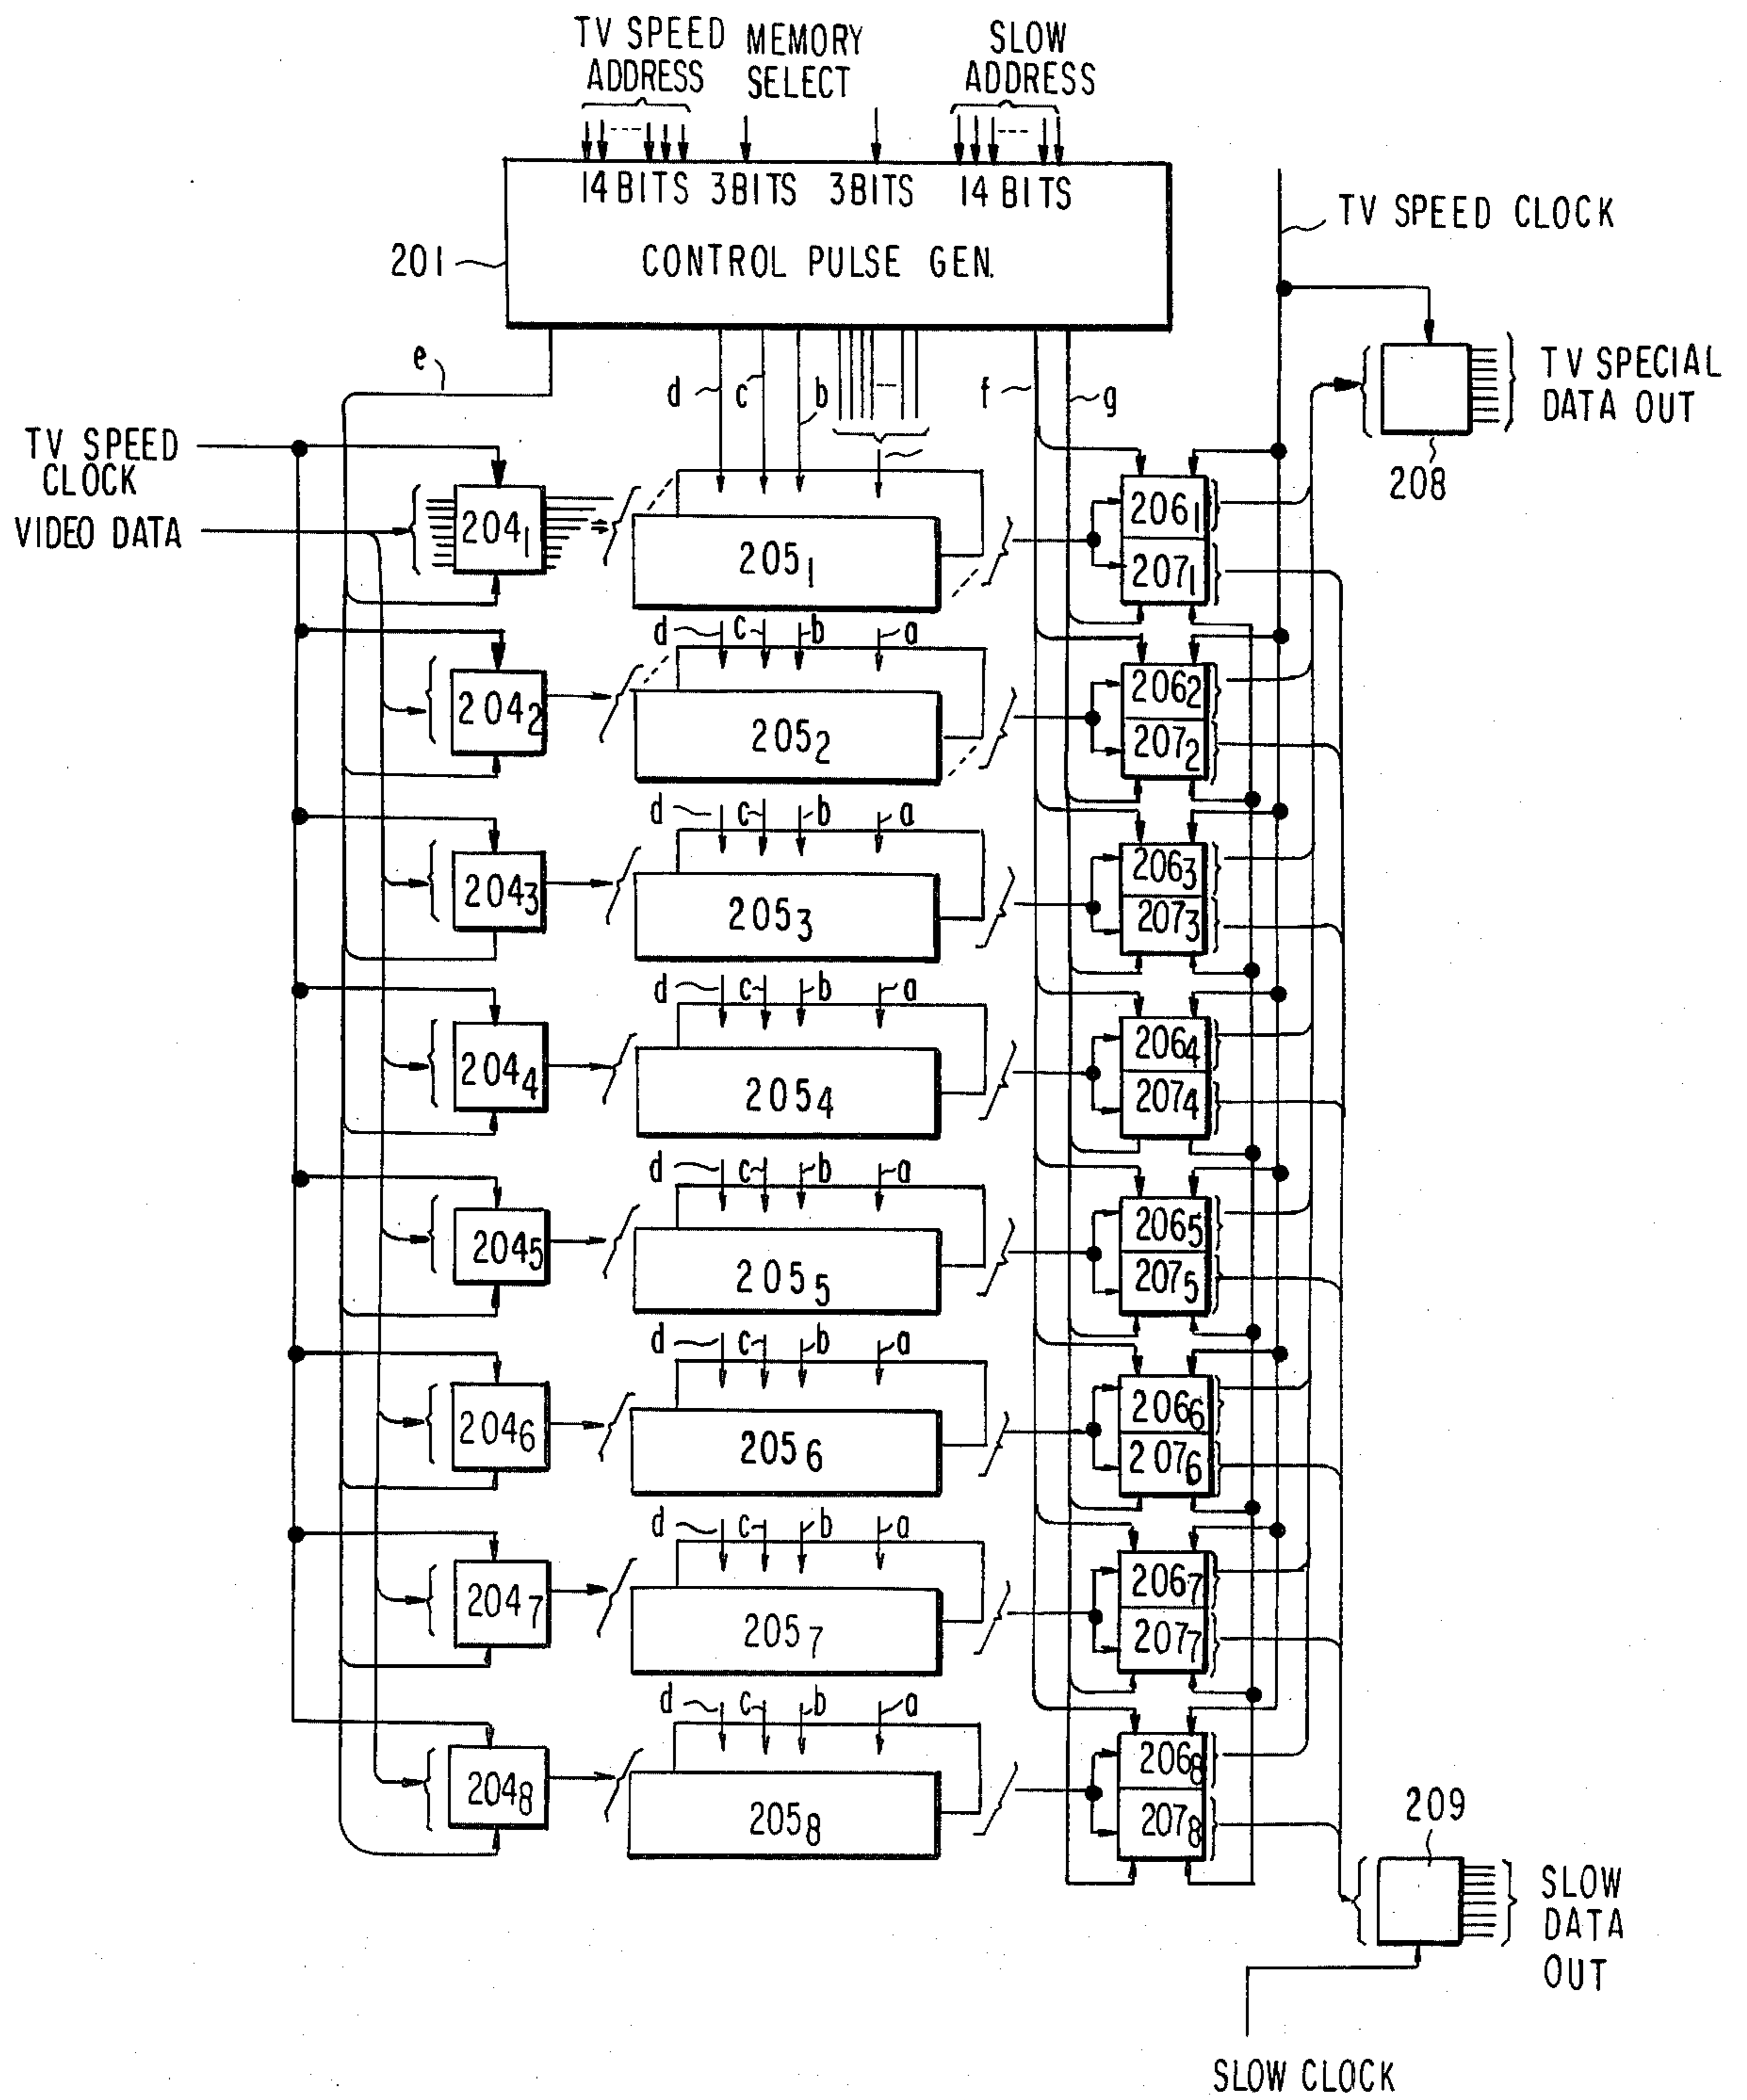 TV SPEED MEMORY SLOW
ADDRESS SELECT ADDRESS
14 BITS 3BITS 3BITS 14 BITS
CONTROL PULSE GEN.
201
TV SPEED CLOCK
e
d c b
f g
TV SPECIAL
DATA OUT
208
TV SPEED
CLOCK
VIDEO DATA
204₁ 205₁ 206₁
207₁
d c b a
204₂ 205₂ 206₂
207₂
d c b a
204₃ 205₃ 206₃
207₃
d c b a
204₄ 205₄ 206₄
207₄
d c b a
204₅ 205₅ 206₅
207₅
d c b a
204₆ 205₆ 206₆
207₆
d c b a
204₇ 205₇ 206₇
207₇
d c b a
204₈ 205₈ 206₈
207₈
209
SLOW
DATA
OUT
SLOW CLOCK